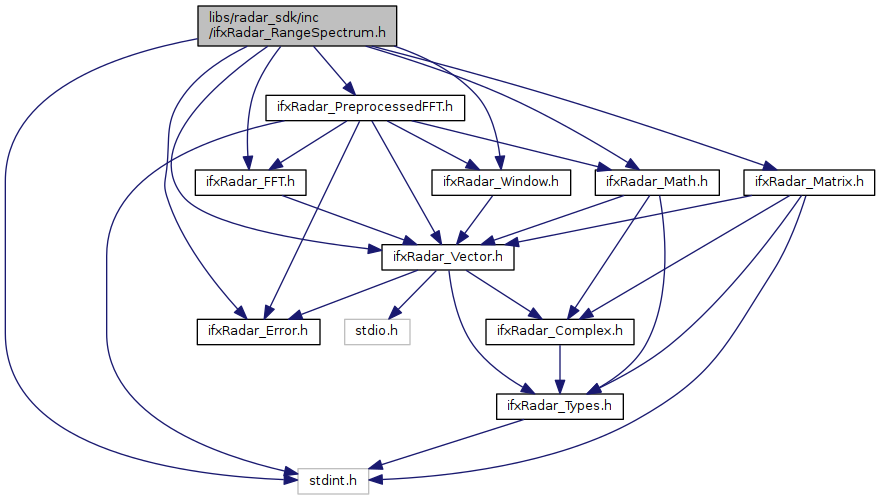 libs/radar_sdk/inc
/ifxRadar_RangeSpectrum.h
ifxRadar_PreprocessedFFT.h
ifxRadar_FFT.h
ifxRadar_Window.h
ifxRadar_Math.h
ifxRadar_Matrix.h
ifxRadar_Vector.h
ifxRadar_Error.h
stdio.h
ifxRadar_Complex.h
ifxRadar_Types.h
stdint.h